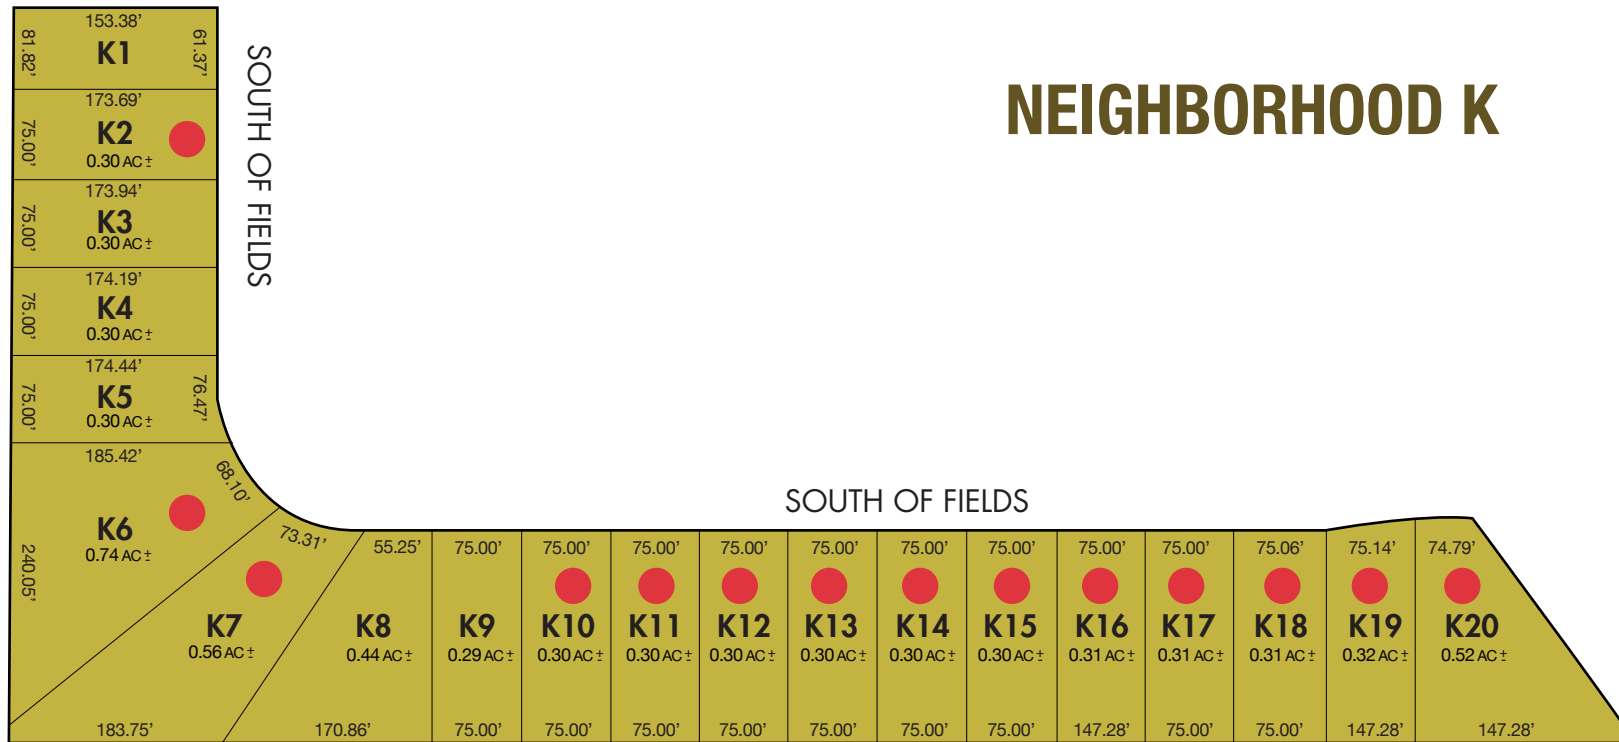 NEIGHBORHOOD K
SOUTH OF FIELDS
153.38’
81.82’
K1
61.37’
173.69’
75.00’
K2
0.30 AC ±
173.94’
75.00’
K3
0.30 AC ±
174.19’
75.00’
K4
0.30 AC ±
174.44’
75.00’
K5
76.47’
0.30 AC ±
185.42’
68.10’
K6
0.74 AC ±
240.05’
SOUTH OF FIELDS
73.31’
K7
0.56 AC ±
183.75’
55.25’
K8
0.44 AC ±
170.86’
75.00’
K9
0.29 AC ±
75.00’
75.00’
K10
0.30 AC ±
75.00’
75.00’
K11
0.30 AC ±
75.00’
75.00’
K12
0.30 AC ±
75.00’
75.00’
K13
0.30 AC ±
75.00’
75.00’
K14
0.30 AC ±
75.00’
75.00’
K15
0.30 AC ±
75.00’
75.00’
K16
0.31 AC ±
147.28’
75.00’
K17
0.31 AC ±
75.00’
75.06’
K18
0.31 AC ±
75.00’
75.14’
K19
0.32 AC ±
147.28’
74.79’
K20
0.52 AC ±
147.28’